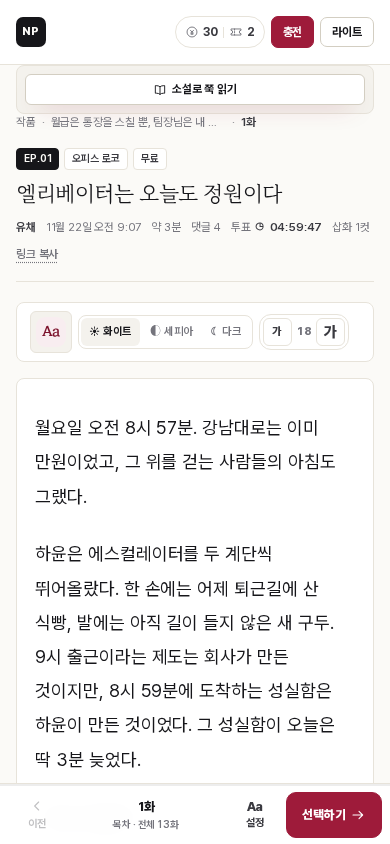 NP
30 2 충전 라이트
소설로 쭉 읽기
작품 · 월급은 통장을 스칠 뿐, 팀장님은 내 ... · 1화
EP.01 오피스 로코 무료
엘리베이터는 오늘도 정원이다
유채 11월 22일 오전 9:07 약 3분 댓글 4 투표 04:59:47 삽화 1컷
링크 복사
Aa 화이트 세피아 다크 가 18 가
월요일 오전 8시 57분. 강남대로는 이미
만원이었고, 그 위를 걷는 사람들의 아침도
그랬다.
하윤은 에스컬레이터를 두 계단씩
뛰어올랐다. 한 손에는 어제 퇴근길에 산
식빵, 발에는 아직 길이 들지 않은 새 구두.
9시 출근이라는 제도는 회사가 만든
것이지만, 8시 59분에 도착하는 성실함은
하윤이 만든 것이었다. 그 성실함이 오늘은
딱 3분 늦었다.
이전 1화 목차 · 전체 13화 Aa 설정 선택하기 →